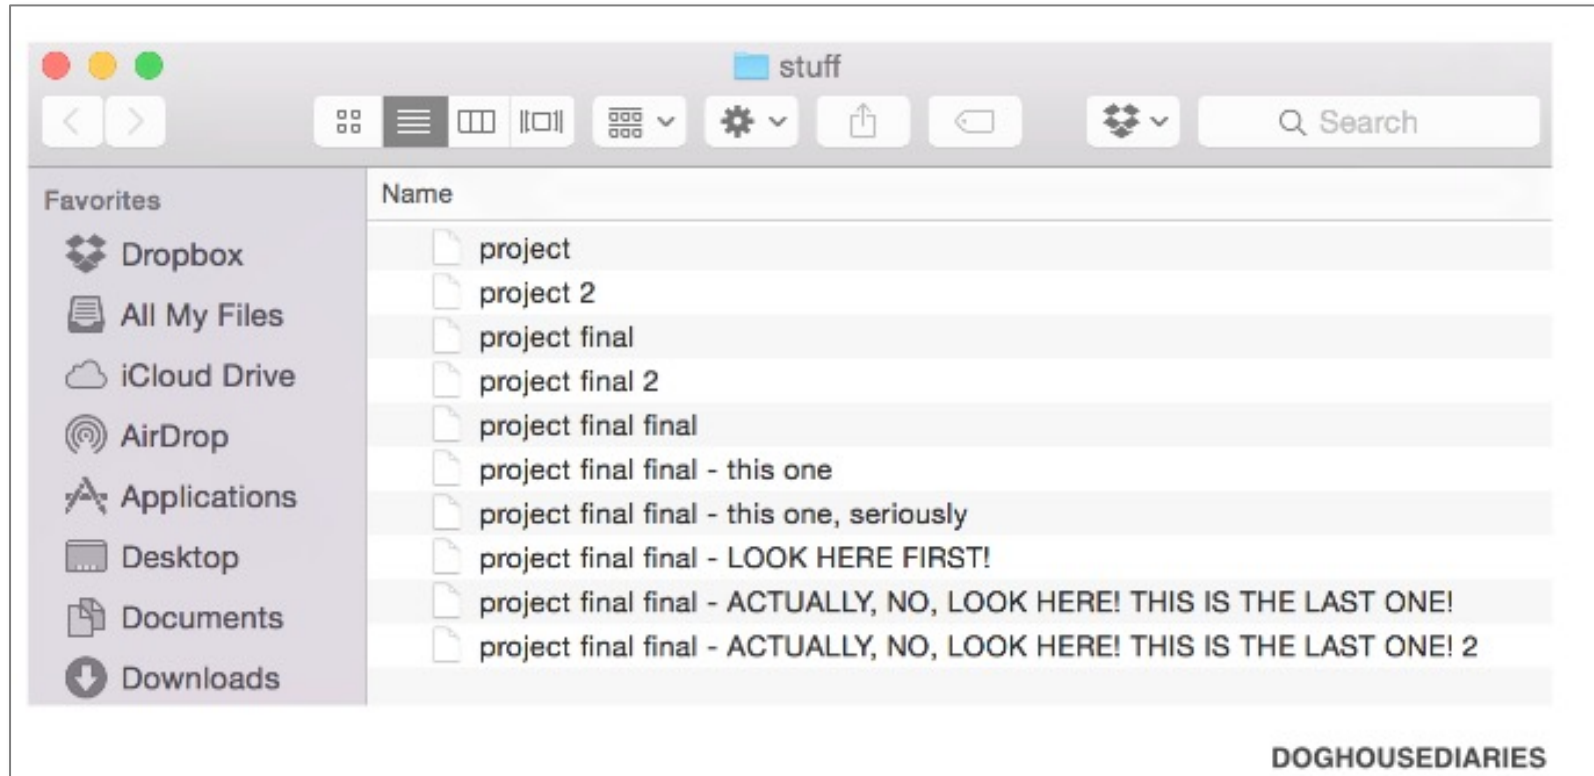 stuff
Search
Favorites
Dropbox
All My Files
iCloud Drive
AirDrop
Applications
Desktop
Documents
Downloads
Name
project
project 2
project final
project final 2
project final final
project final final - this one
project final final - this one, seriously
project final final - LOOK HERE FIRST!
project final final - ACTUALLY, NO, LOOK HERE! THIS IS THE LAST ONE!
project final final - ACTUALLY, NO, LOOK HERE! THIS IS THE LAST ONE! 2
DOGHOUSEDIARIES